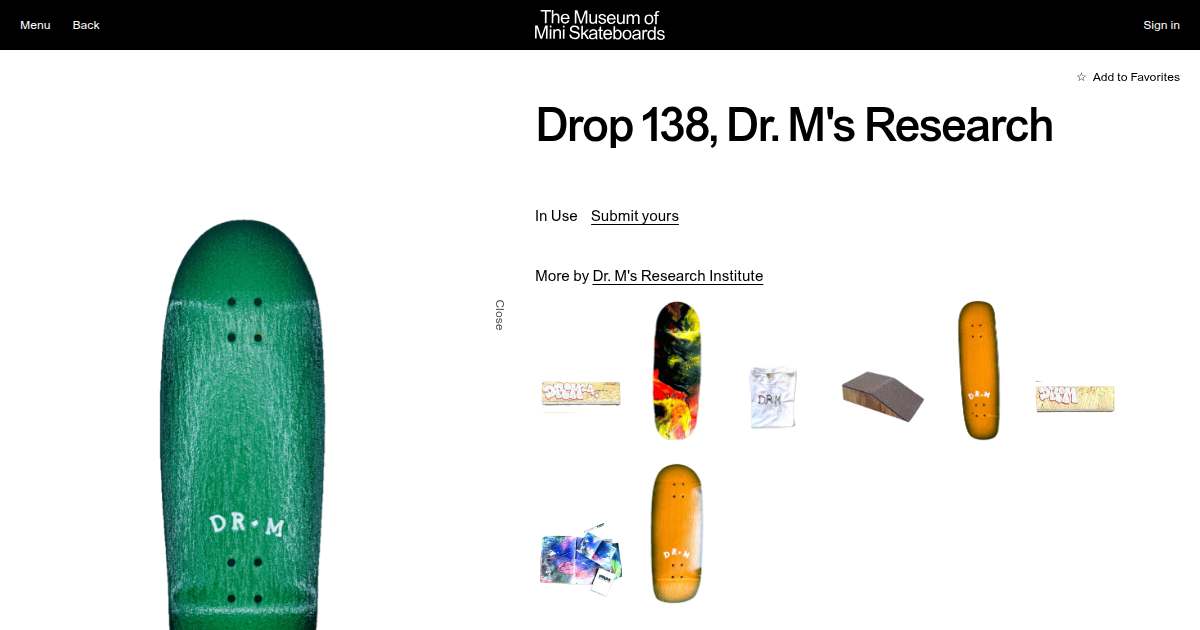 Menu
Back
The Museum of
Mini Skateboards
Sign in
☆ Add to Favorites
Drop 138, Dr. M's Research
In Use Submit yours
More by Dr. M's Research Institute
Close
DR•M
DRM
DR•M
DR•M